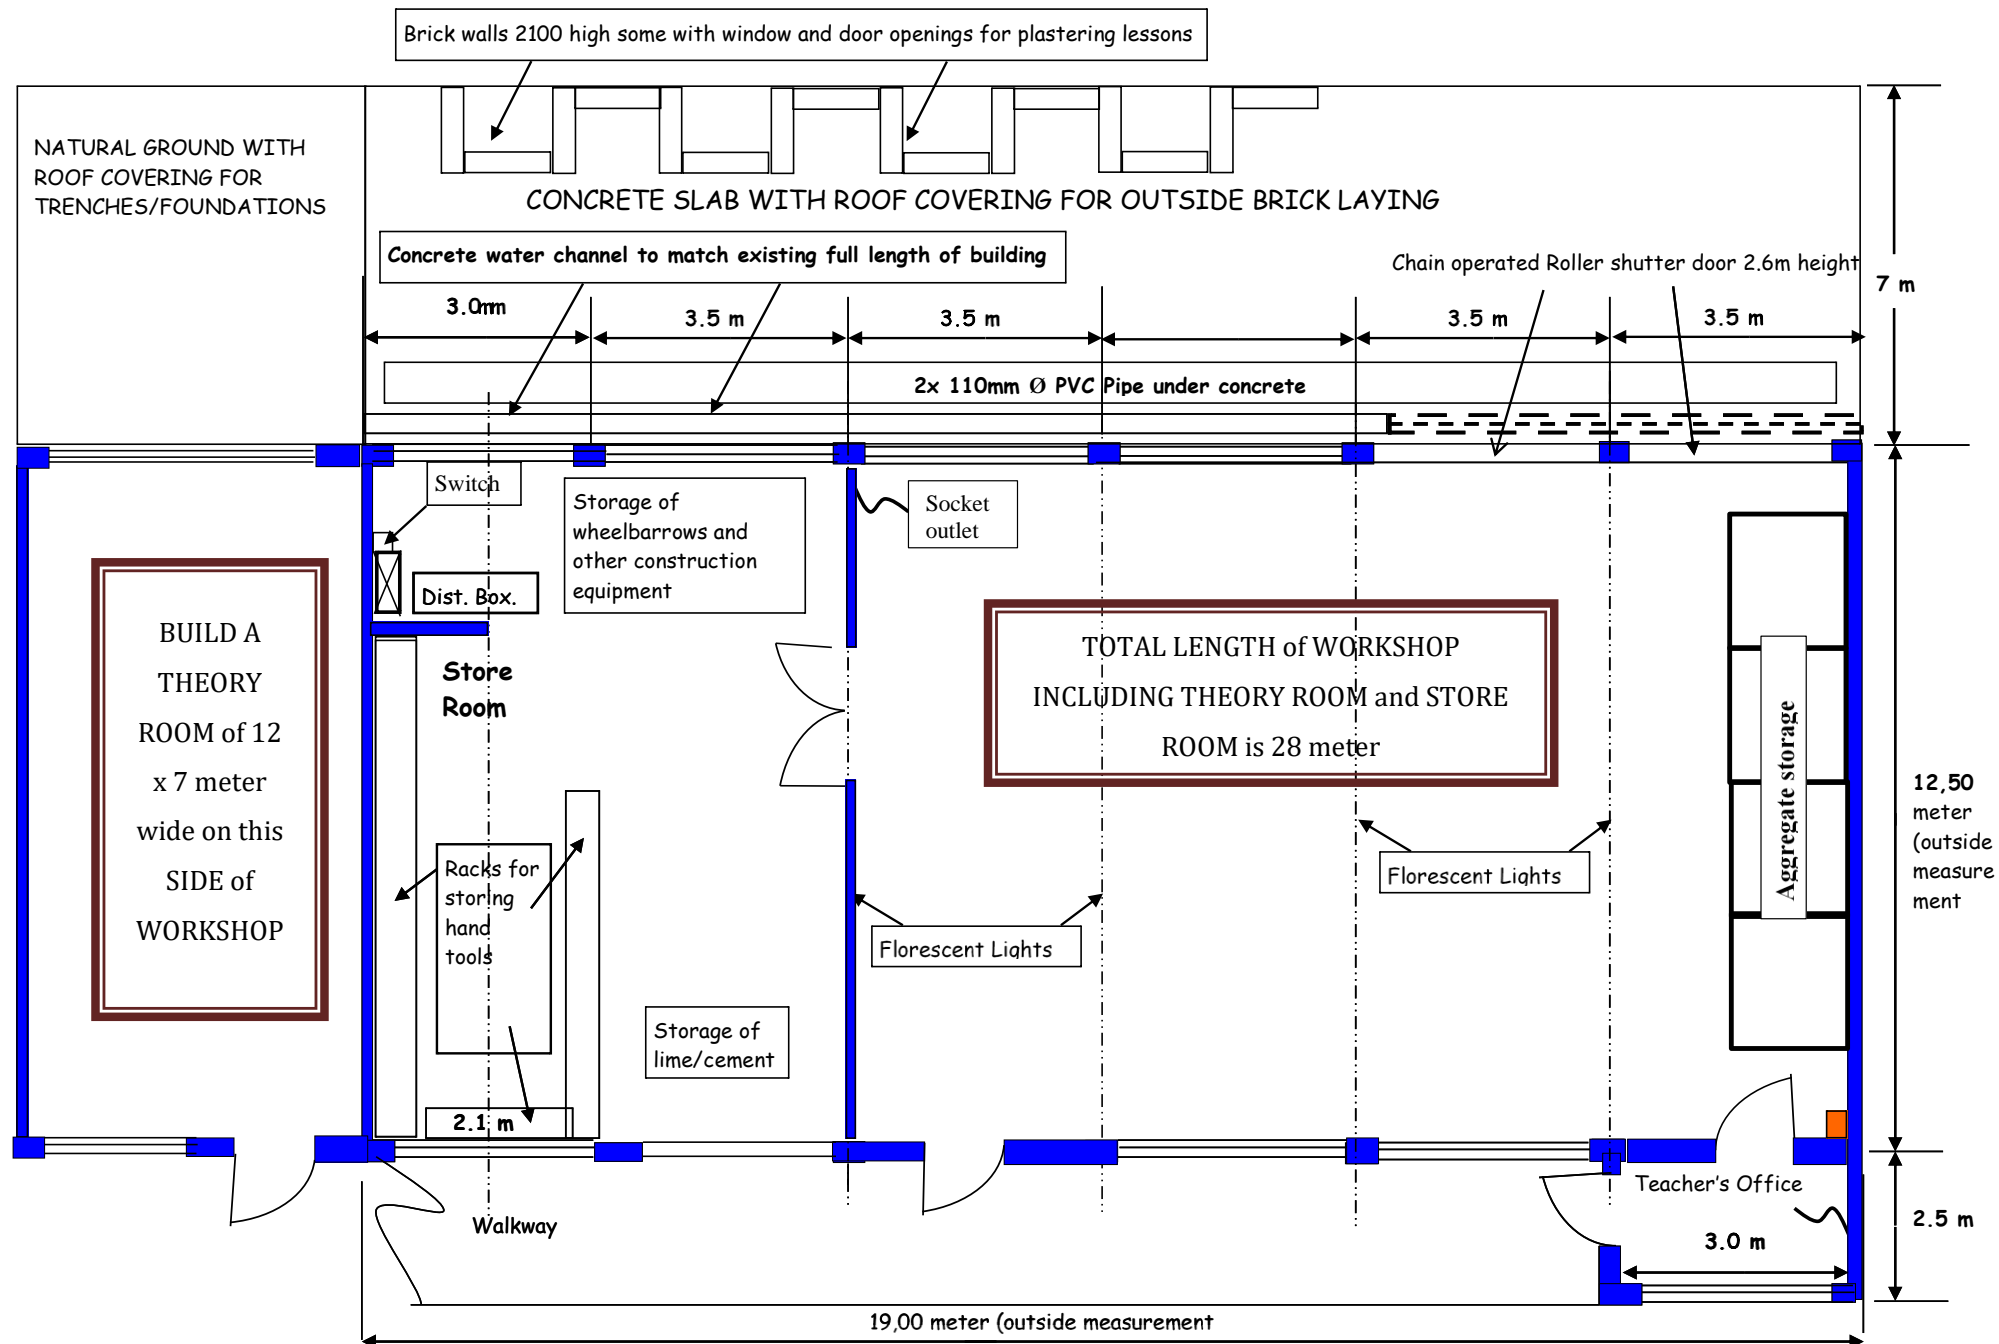 Brick walls 2100 high some with window and door openings for plastering lessons
NATURAL GROUND WITH
ROOF COVERING FOR
TRENCHES/FOUNDATIONS
CONCRETE SLAB WITH ROOF COVERING FOR OUTSIDE BRICK LAYING
Concrete water channel to match existing full length of building
Chain operated Roller shutter door 2.6m height
7 m
3.0mm
3.5 m
3.5 m
3.5 m
3.5 m
2x 110mm Ø PVC Pipe under concrete
Switch
Storage of
wheelbarrows and
other construction
equipment
Socket
outlet
Dist. Box.
BUILD A
THEORY
ROOM of 12
x 7 meter
wide on this
SIDE of
WORKSHOP
Store
Room
TOTAL LENGTH of WORKSHOP
INCLUDING THEORY ROOM and STORE
ROOM is 28 meter
Aggregate storage
12,50
meter
(outside
measure
ment
Racks for
storing
hand
tools
Florescent Lights
Florescent Lights
Storage of
lime/cement
2.1 m
Walkway
Teacher's Office
3.0 m
2.5 m
19,00 meter (outside measurement